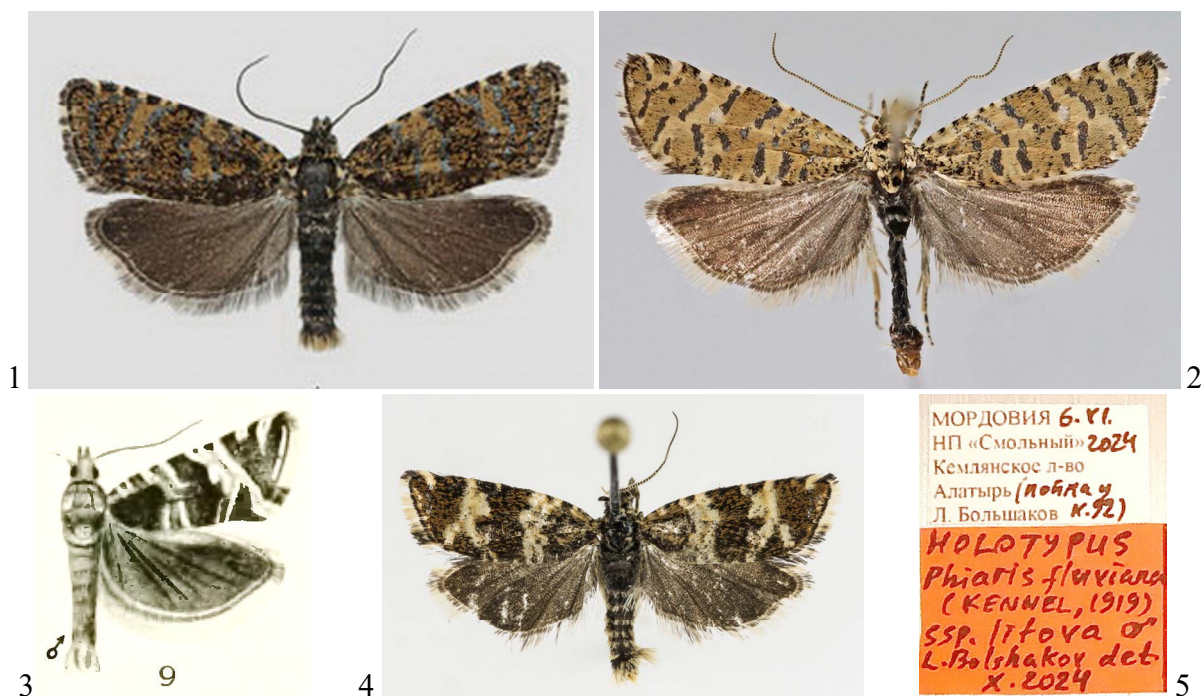 1
2
3
♂
9
4
МОРДОВИЯ 6.VI.
НП «Смольный» 2024
Кемлянское л-во
Алатырь (пойма у
Л. Большаков к.92)
HOLOTYPUS
Phiaris fluviana
(KENNEL, 1919)
ssp. litova ♂
L.Bolshakov det.
X.2024
5